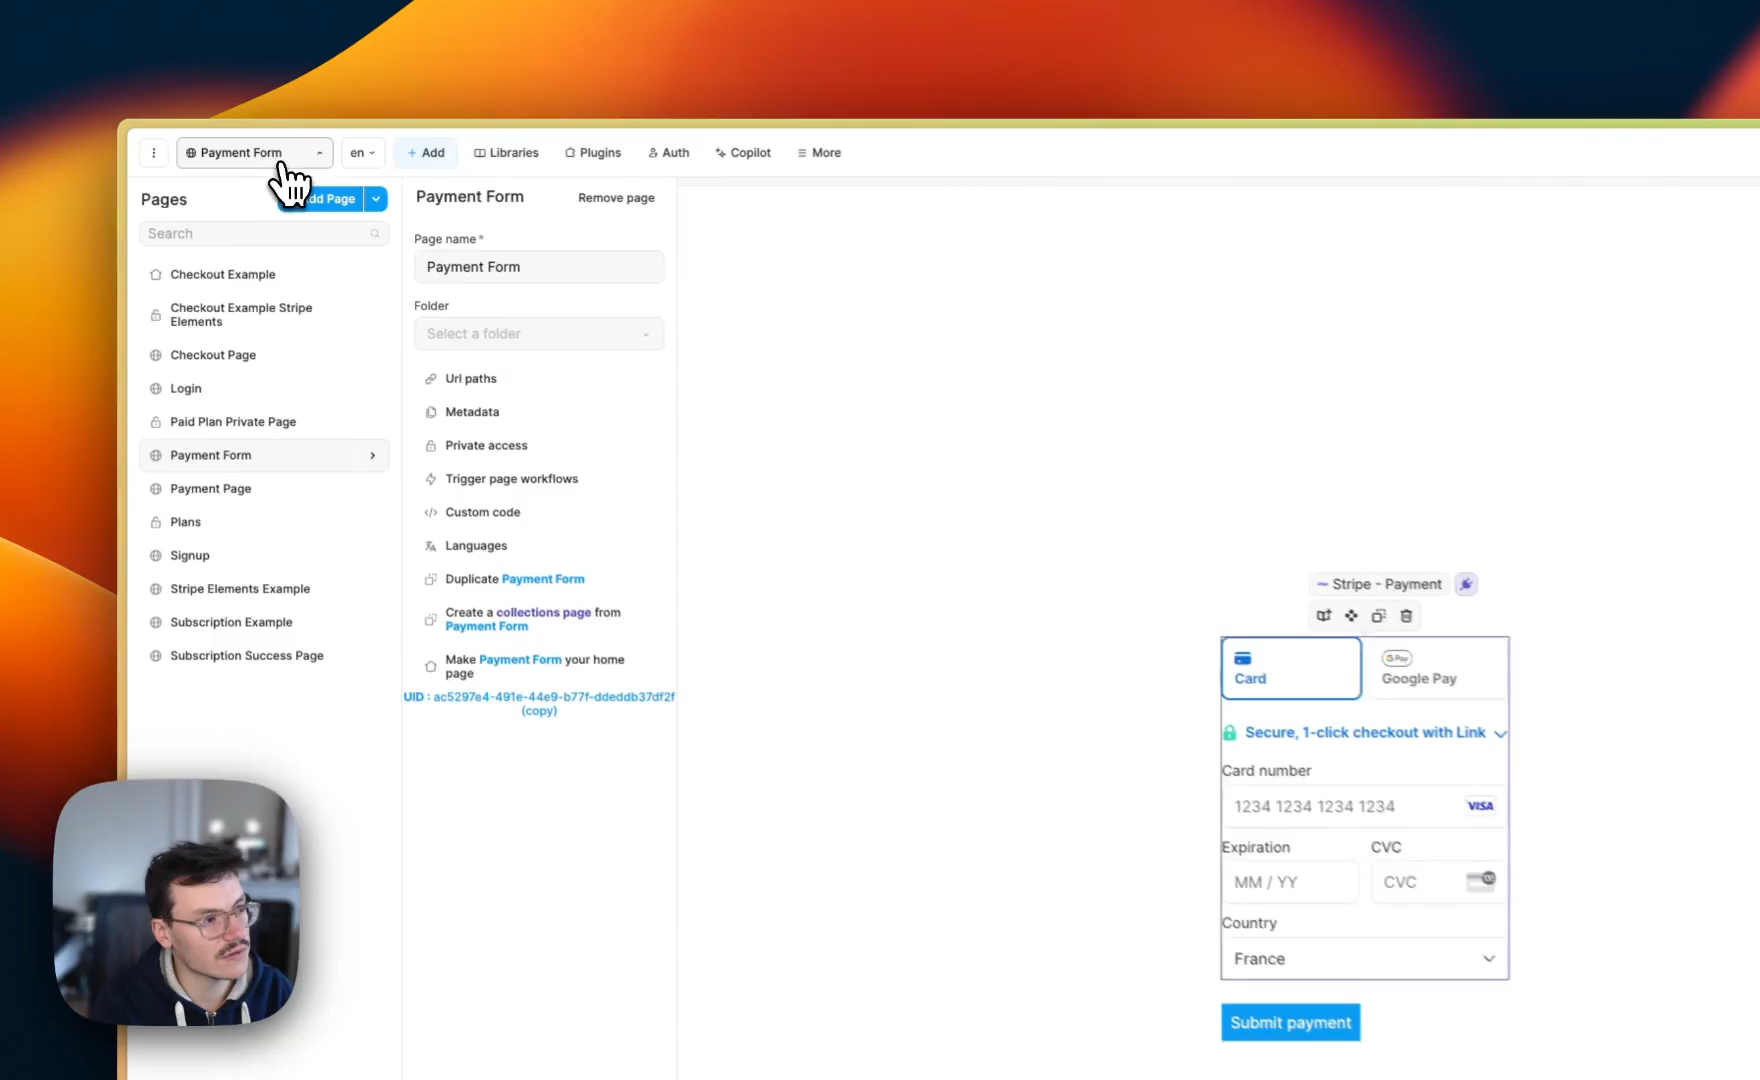 Payment Form
en
+ Add
Libraries
Plugins
Auth
Copilot
More
Pages
dd Page
Search
Checkout Example
Checkout Example Stripe
Elements
Checkout Page
Login
Paid Plan Private Page
Payment Form
Payment Page
Plans
Signup
Stripe Elements Example
Subscription Example
Subscription Success Page
Payment Form
Remove page
Page name *
Payment Form
Folder
Select a folder
Url paths
Metadata
Private access
Trigger page workflows
Custom code
Languages
Duplicate Payment Form
Create a collections page from
Payment Form
Make Payment Form your home
page
UID : ac5297e4-491e-44e9-b77f-ddeddb37df2f
(copy)
Stripe - Payment
Card
G Pay
Google Pay
Secure, 1-click checkout with Link
Card number
1234 1234 1234 1234
VISA
Expiration
CVC
MM / YY
CVC
Country
France
Submit payment